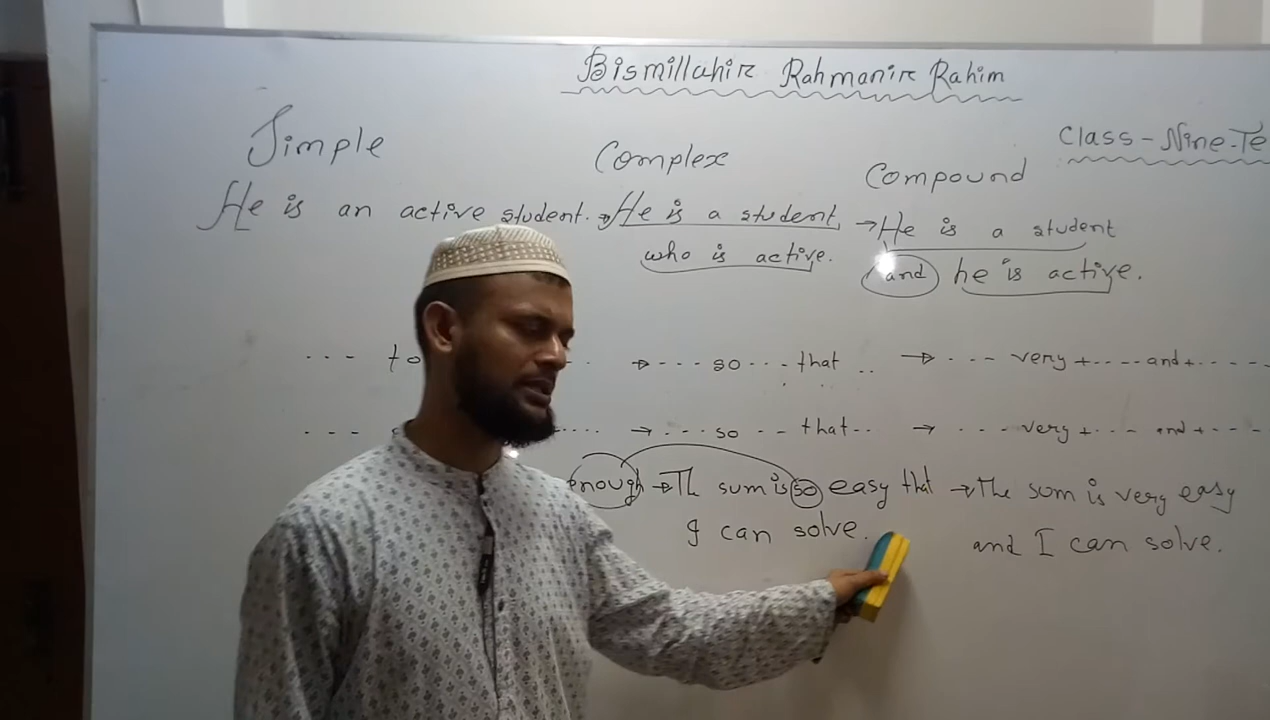 Bismillahir Rahmanir Rahim
Class - Nine-Te
Simple
Complex
Compound
He is an active student.
→ He is a student
who is active.
→ He is a student
and he is active.
--- to
→ --- so --- that ..
→ --- very + ---- and + -----
---
→ --- so -- that --
→ --- very + --- and + ----
enough → Th sum is so easy that
I can solve.
→ The sum is very easy
and I can solve.